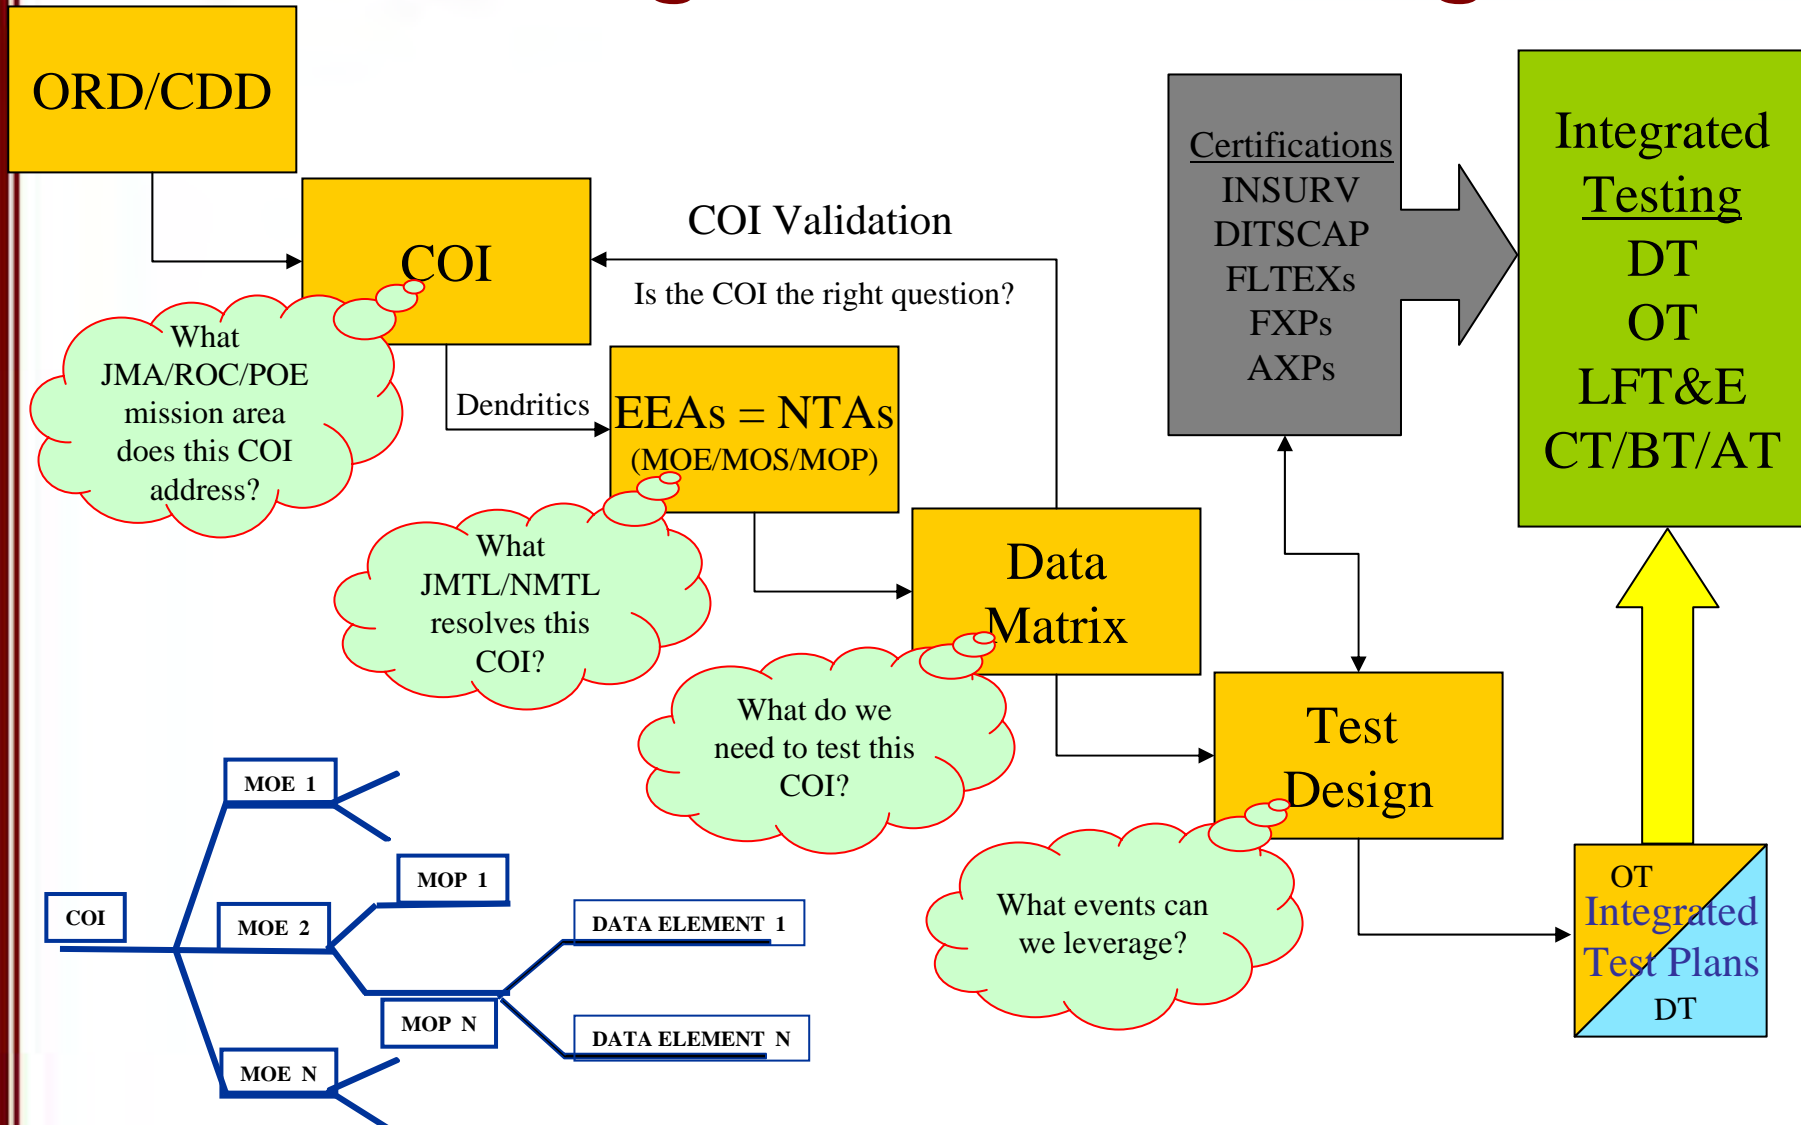 ORD/CDD
COI
COI Validation
Is the COI the right question?
What
JMA/ROC/POE
mission area
does this COI
address?
Dendritics
EEAs = NTAs
(MOE/MOS/MOP)
What
JMTL/NMTL
resolves this
COI?
Data
Matrix
What do we
need to test this
COI?
Test
Design
What events can
we leverage?
Certifications
INSURV
DITSCAP
FLTEXs
FXPs
AXPs
Integrated
Testing
DT
OT
LFT&E
CT/BT/AT
OT
Integrated
Test Plans
DT
COI
MOE 1
MOE 2
MOE N
MOP 1
MOP N
DATA ELEMENT 1
DATA ELEMENT N